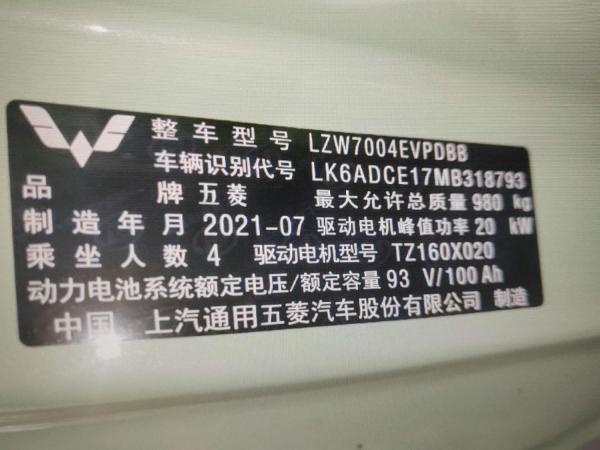 整车型号 LZW7004EVPDBB
车辆识别代号 LK6ADCE17MB318793
品牌 五菱 最大允许总质量 980 kg
制造年月 2021-07 驱动电机峰值功率 20 kW
乘坐人数 4 驱动电机型号 TZ160X020
动力电池系统额定电压/额定容量 93 V/100 Ah
中国 上汽通用五菱汽车股份有限公司 制造